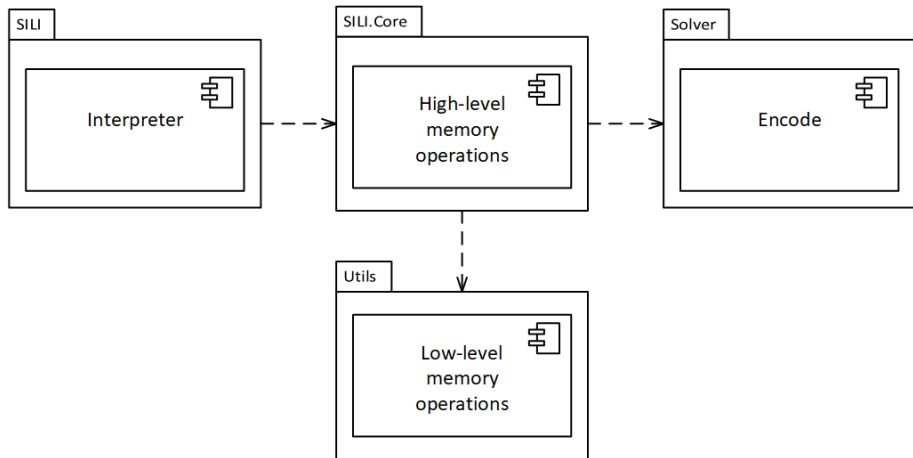 SILI
SILI.Core
Solver
Interpreter
High-level
memory
operations
Encode
Utils
Low-level
memory
operations